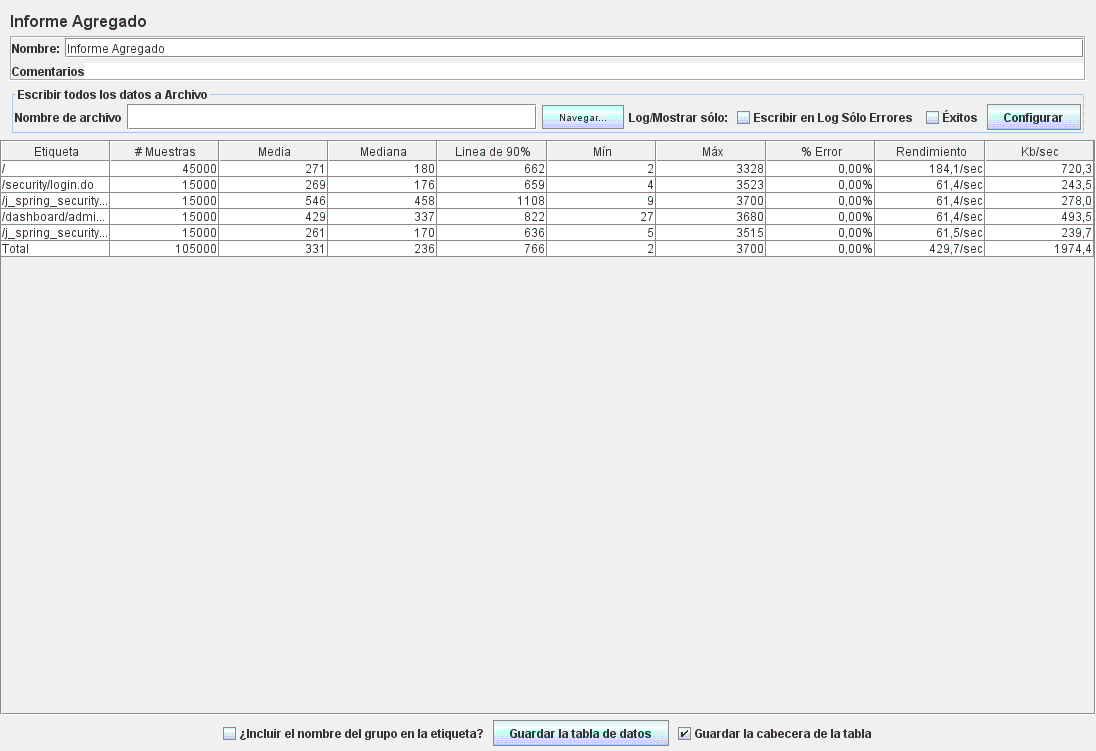 Informe Agregado
Nombre: Informe Agregado
Comentarios
Escribir todos los datos a Archivo
Nombre de archivo Navegar... Log/Mostrar sólo: Escribir en Log Sólo Errores Éxitos Configurar
Etiqueta # Muestras Media Mediana Linea de 90% Mín Máx % Error Rendimiento Kb/sec
/ 45000 271 180 662 2 3328 0,00% 184,1/sec 720,3
/security/login.do 15000 269 176 659 4 3523 0,00% 61,4/sec 243,5
/j_spring_security... 15000 546 458 1108 9 3700 0,00% 61,4/sec 278,0
/dashboard/admi... 15000 429 337 822 27 3680 0,00% 61,4/sec 493,5
/j_spring_security... 15000 261 170 636 5 3515 0,00% 61,5/sec 239,7
Total 105000 331 236 766 2 3700 0,00% 429,7/sec 1974,4
¿Incluir el nombre del grupo en la etiqueta? Guardar la tabla de datos Guardar la cabecera de la tabla